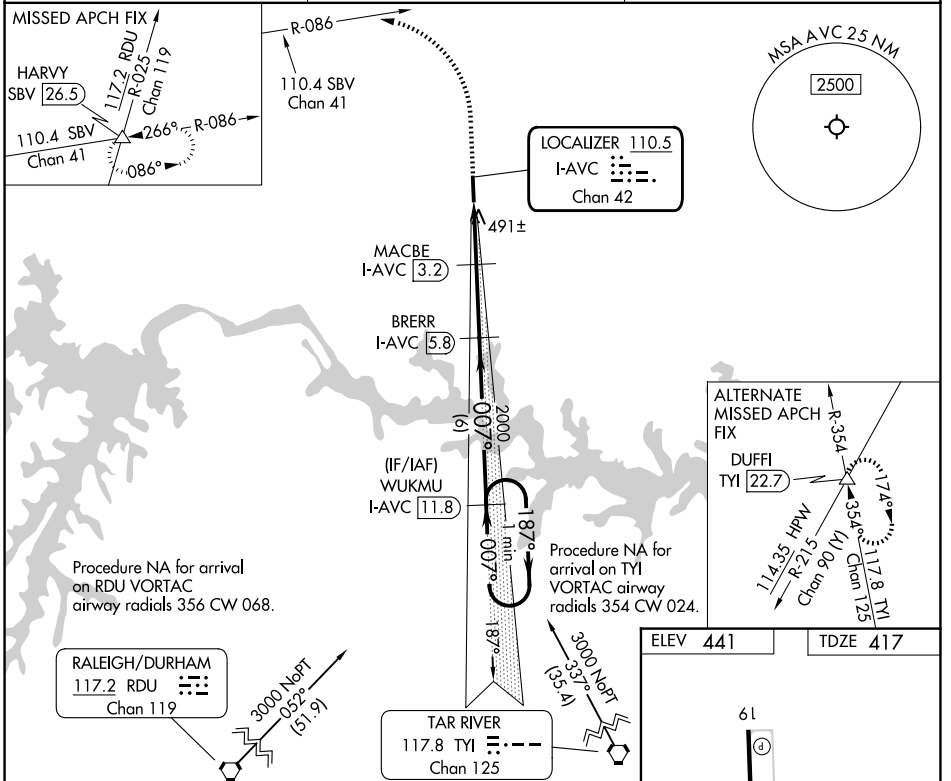 MISSED APCH FIX
HARVY
SBV 26.5
117.2 RDU
R-025
Chan 119
110.4 SBV
Chan 41
266°
R-086
086°
R-086
110.4 SBV
Chan 41
MSA AVC 25 NM
2500
LOCALIZER 110.5
I-AVC
Chan 42
491±
MACBE
I-AVC 3.2
BRERR
I-AVC 5.8
2000
007°
(6)
(IF/IAF)
WUKMU
I-AVC 11.8
187°
1 min
007°
187°
ALTERNATE
MISSED APCH
FIX
R-354
DUFFI
TYI 22.7
174°
354°
117.8 TYI
Chan 125
114.35 HPW
R-215
Chan 90 (Y)
Procedure NA for arrival
on RDU VORTAC
airway radials 356 CW 068.
Procedure NA for
arrival on TYI
VORTAC airway
radials 354 CW 024.
RALEIGH/DURHAM
117.2 RDU
Chan 119
3000 NoPT
052°
(51.9)
3000 NoPT
337°
(35.4)
TAR RIVER
117.8 TYI
Chan 125
ELEV 441
TDZE 417
19
P